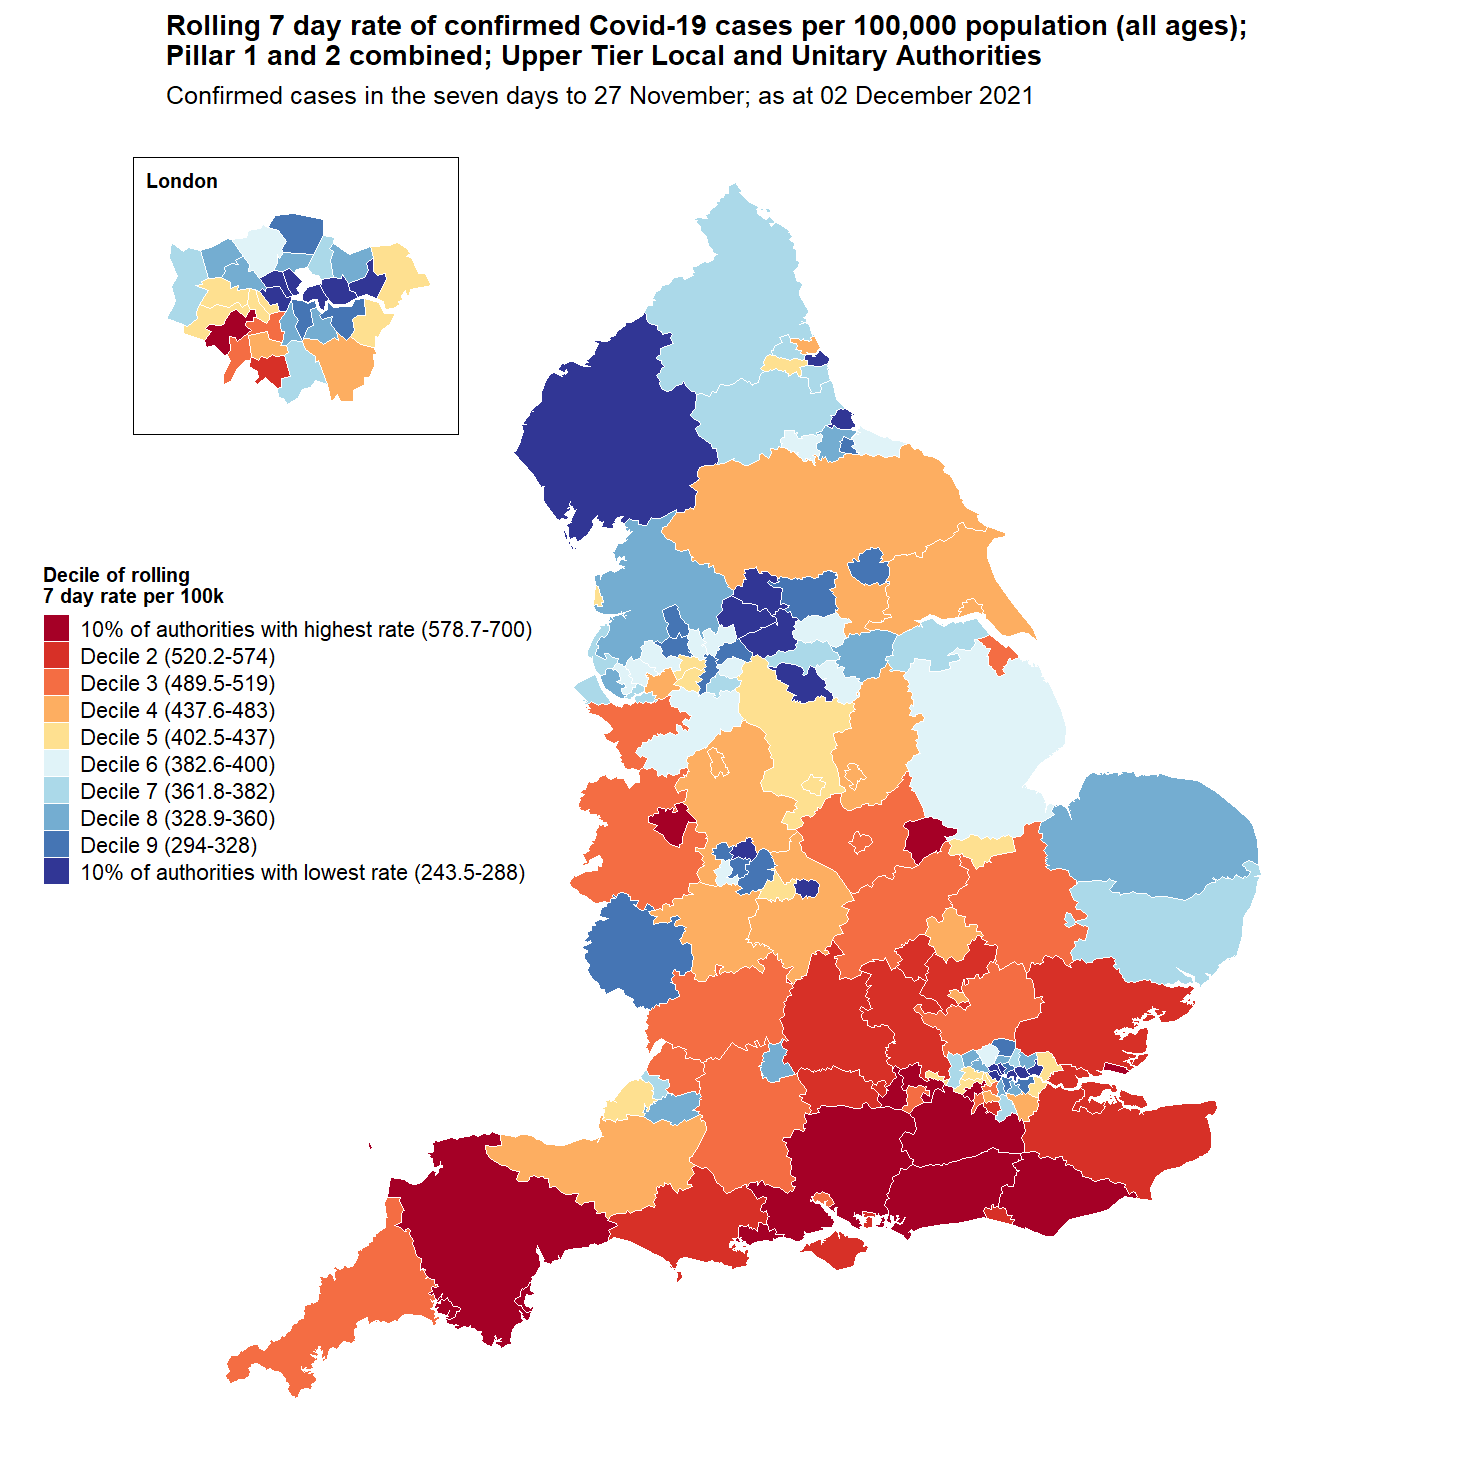 Rolling 7 day rate of confirmed Covid-19 cases per 100,000 population (all ages);
Pillar 1 and 2 combined; Upper Tier Local and Unitary Authorities
Confirmed cases in the seven days to 27 November; as at 02 December 2021
London
Decile of rolling
7 day rate per 100k
10% of authorities with highest rate (578.7-700)
Decile 2 (520.2-574)
Decile 3 (489.5-519)
Decile 4 (437.6-483)
Decile 5 (402.5-437)
Decile 6 (382.6-400)
Decile 7 (361.8-382)
Decile 8 (328.9-360)
Decile 9 (294-328)
10% of authorities with lowest rate (243.5-288)